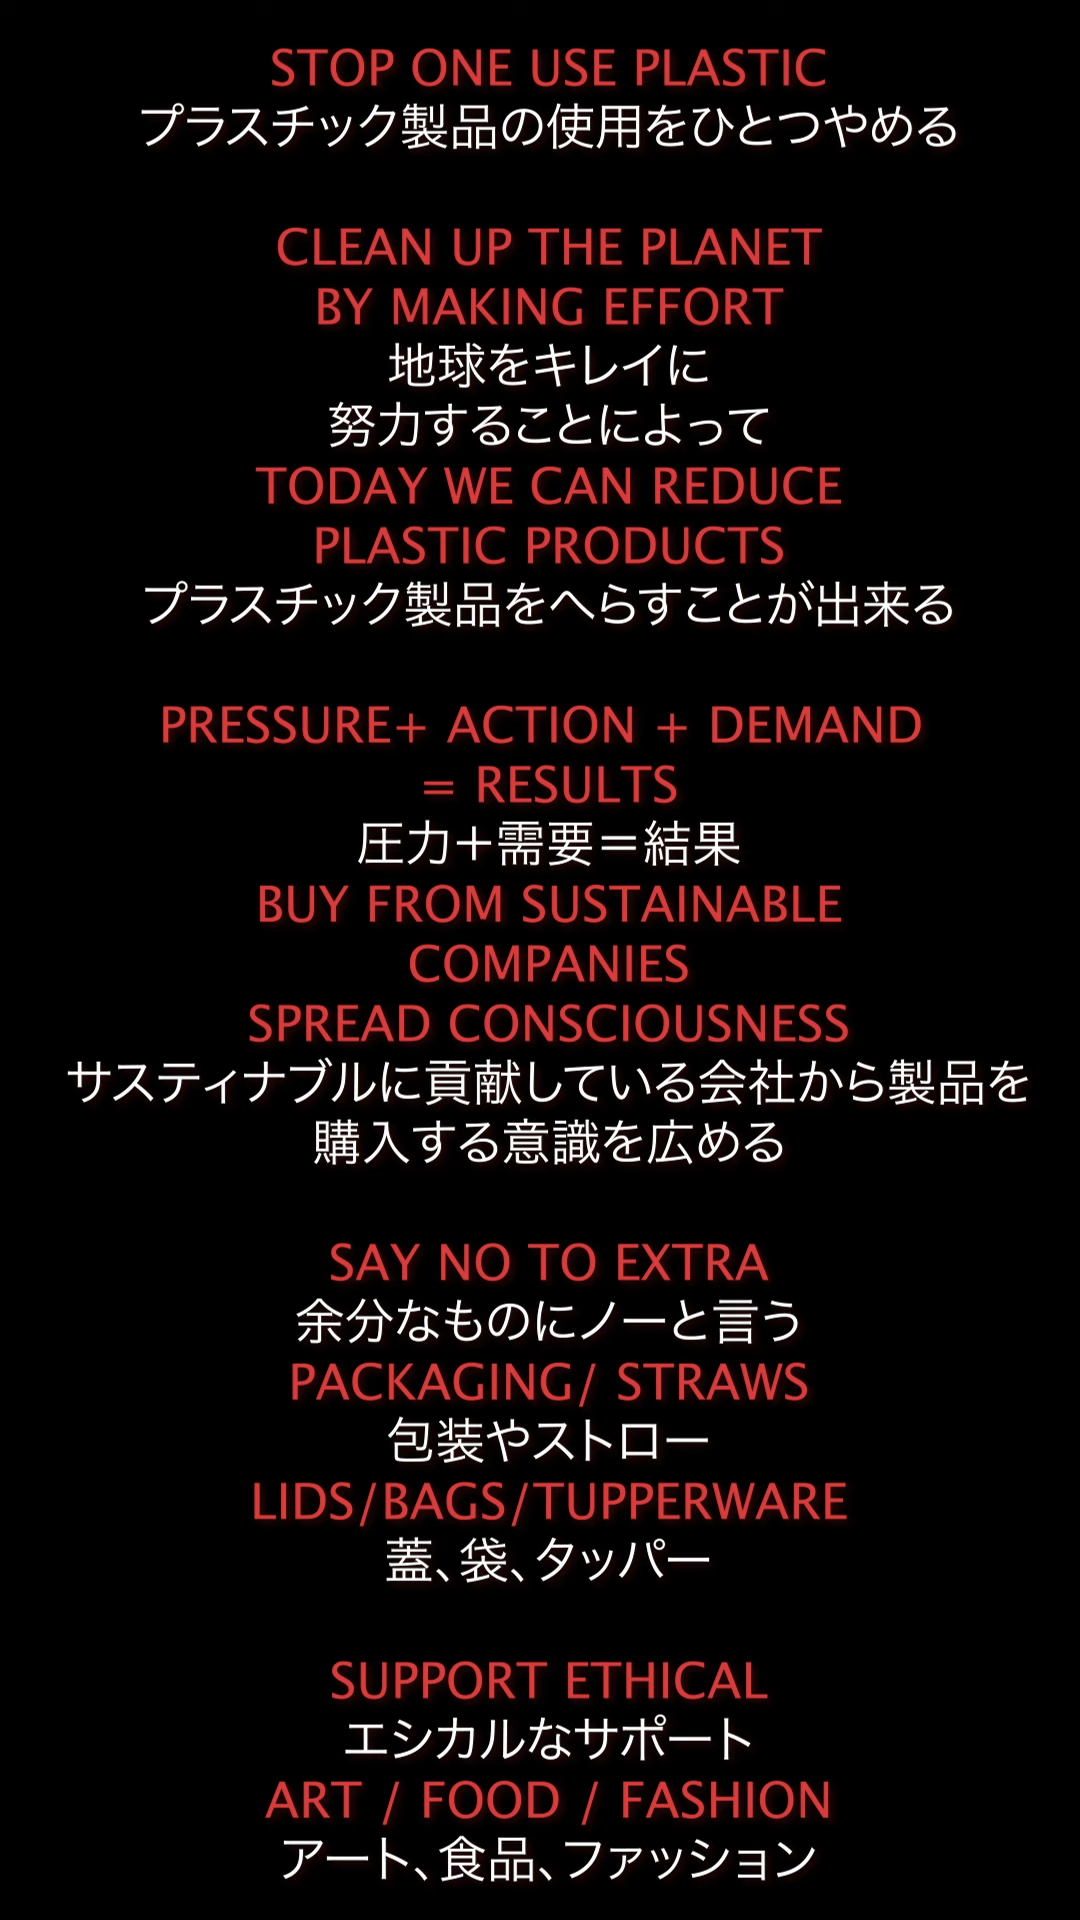 STOP ONE USE PLASTIC
プラスチック製品の使用をひとつやめる
CLEAN UP THE PLANET
BY MAKING EFFORT
地球をキレイに
努力することによって
TODAY WE CAN REDUCE
PLASTIC PRODUCTS
プラスチック製品をへらすことが出来る
PRESSURE+ ACTION + DEMAND
= RESULTS
圧力＋需要＝結果
BUY FROM SUSTAINABLE
COMPANIES
SPREAD CONSCIOUSNESS
サスティナブルに貢献している会社から製品を
購入する意識を広める
SAY NO TO EXTRA
余分なものにノーと言う
PACKAGING/ STRAWS
包装やストロー
LIDS/BAGS/TUPPERWARE
蓋、袋、タッパー
SUPPORT ETHICAL
エシカルなサポート
ART / FOOD / FASHION
アート、食品、ファッション